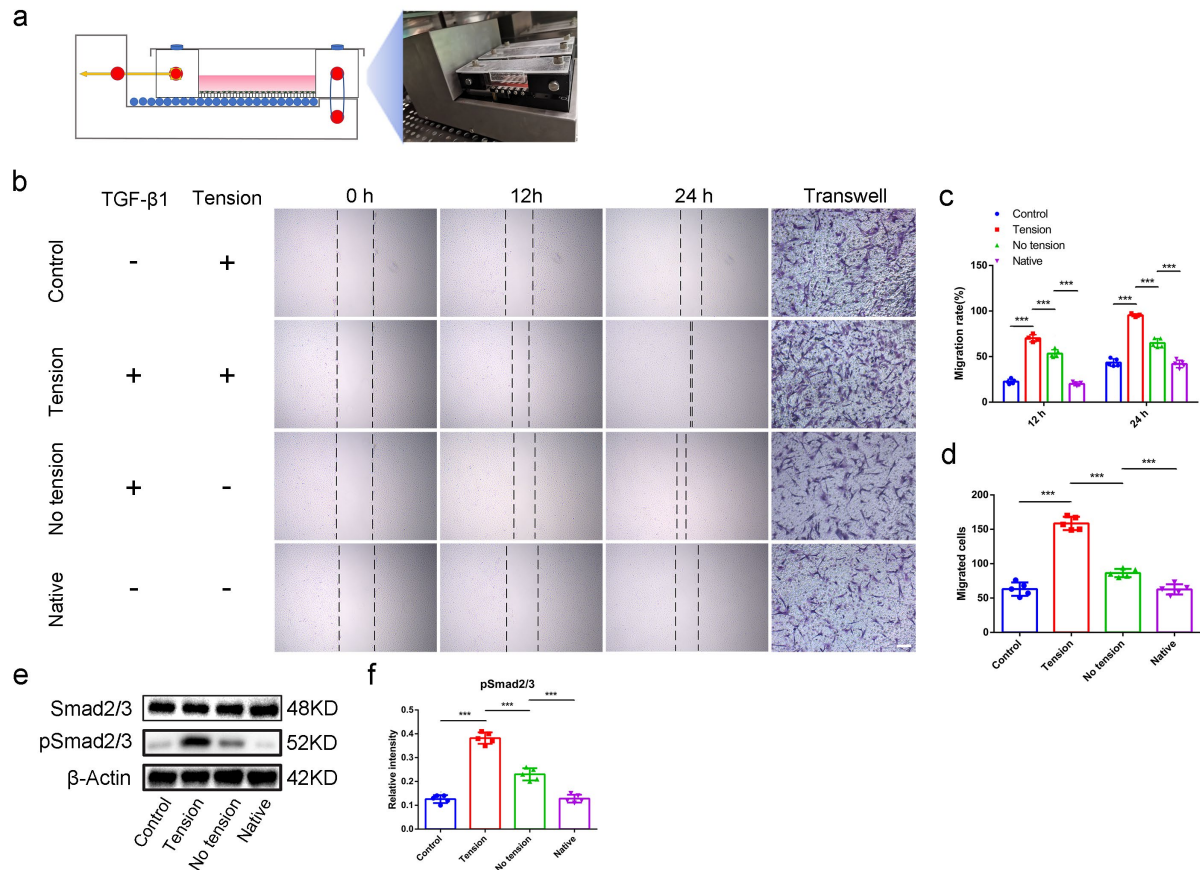 a
b
TGF-β1 Tension 0 h 12h 24 h Transwell
Control - +
Tension + +
No tension + -
Native - -
c
Control
Tension
No tension
Native
Migration rate(%)
150
100
50
0
*** *** ***
*** *** ***
12 h 24 h
d
Migrated cells
200
150
100
50
0
*** *** ***
Control Tension No tension Native
e
Smad2/3 48KD
pSmad2/3 52KD
β-Actin 42KD
Control Tension No tension Native
f
pSmad2/3
Relative intensity
0.5
0.4
0.3
0.2
0.1
0.0
*** *** ***
Control Tension No tension Native